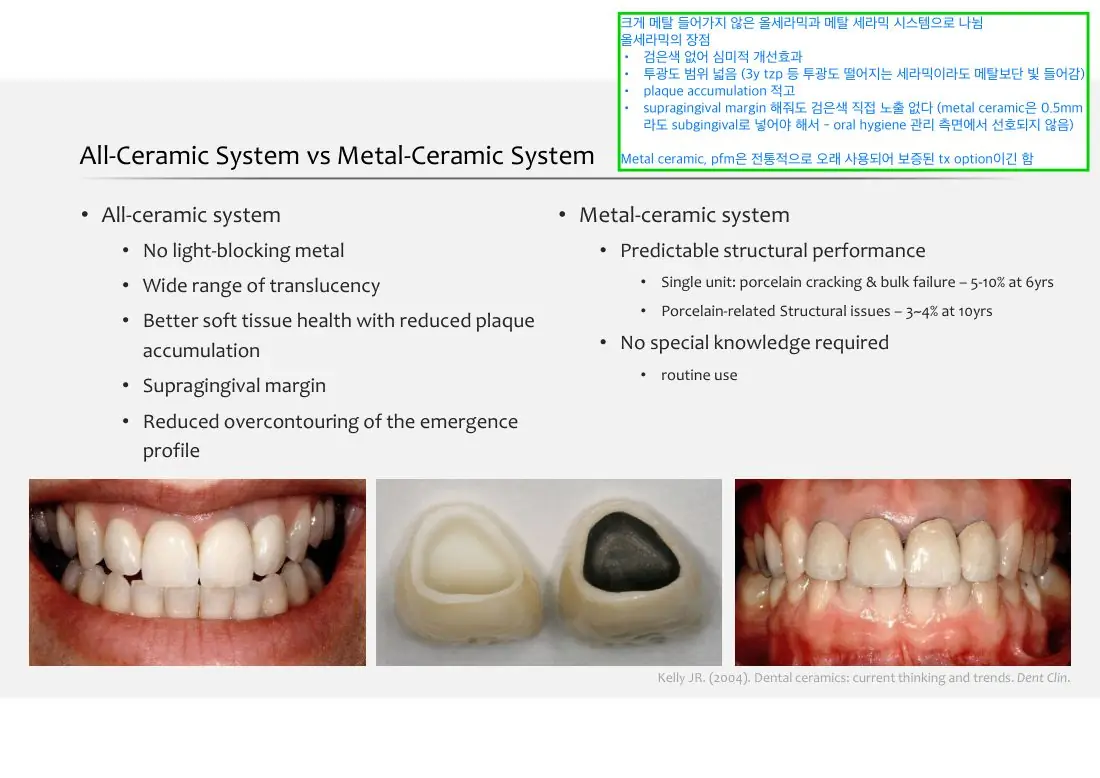 크게 메탈 들어가지 않은 올세라믹과 메탈 세라믹 시스템으로 나뉨
올세라믹의 장점
• 검은색 없어 심미적 개선효과
• 투광도 범위 넓음 (3y tzp 등 투광도 떨어지는 세라믹이라도 메탈보단 빛 들어감)
• plaque accumulation 적고
• supragingival margin 해줘도 검은색 직접 노출 없다 (metal ceramic은 0.5mm
라도 subgingival로 넣어야 해서 - oral hygiene 관리 측면에서 선호되지 않음)
Metal ceramic, pfm은 전통적으로 오래 사용되어 보증된 tx option이긴 함
All-Ceramic System vs Metal-Ceramic System
• All-ceramic system
• No light-blocking metal
• Wide range of translucency
• Better soft tissue health with reduced plaque
accumulation
• Supragingival margin
• Reduced overcontouring of the emergence
profile
• Metal-ceramic system
• Predictable structural performance
• Single unit: porcelain cracking & bulk failure – 5-10% at 6yrs
• Porcelain-related Structural issues – 3~4% at 10yrs
• No special knowledge required
• routine use
Kelly JR. (2004). Dental ceramics: current thinking and trends. Dent Clin.